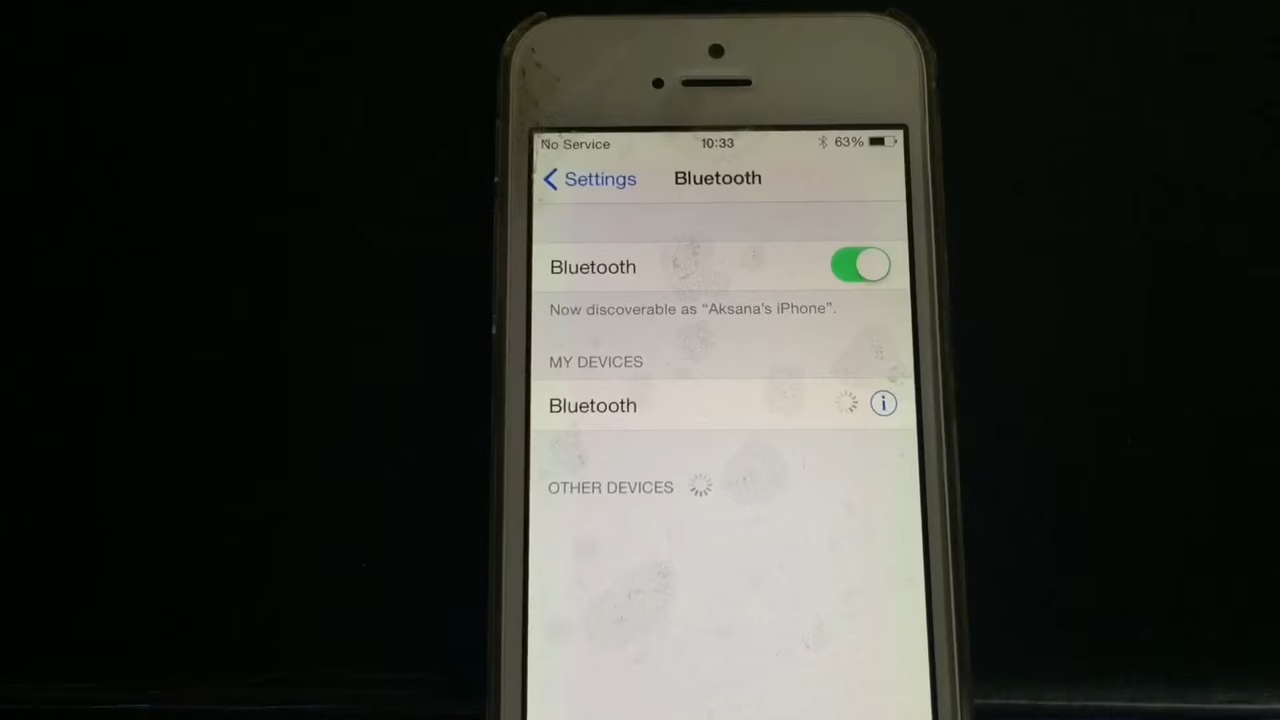 No Service 10:33 63%
Settings Bluetooth
Bluetooth
Now discoverable as “Aksana’s iPhone”.
MY DEVICES
Bluetooth
OTHER DEVICES